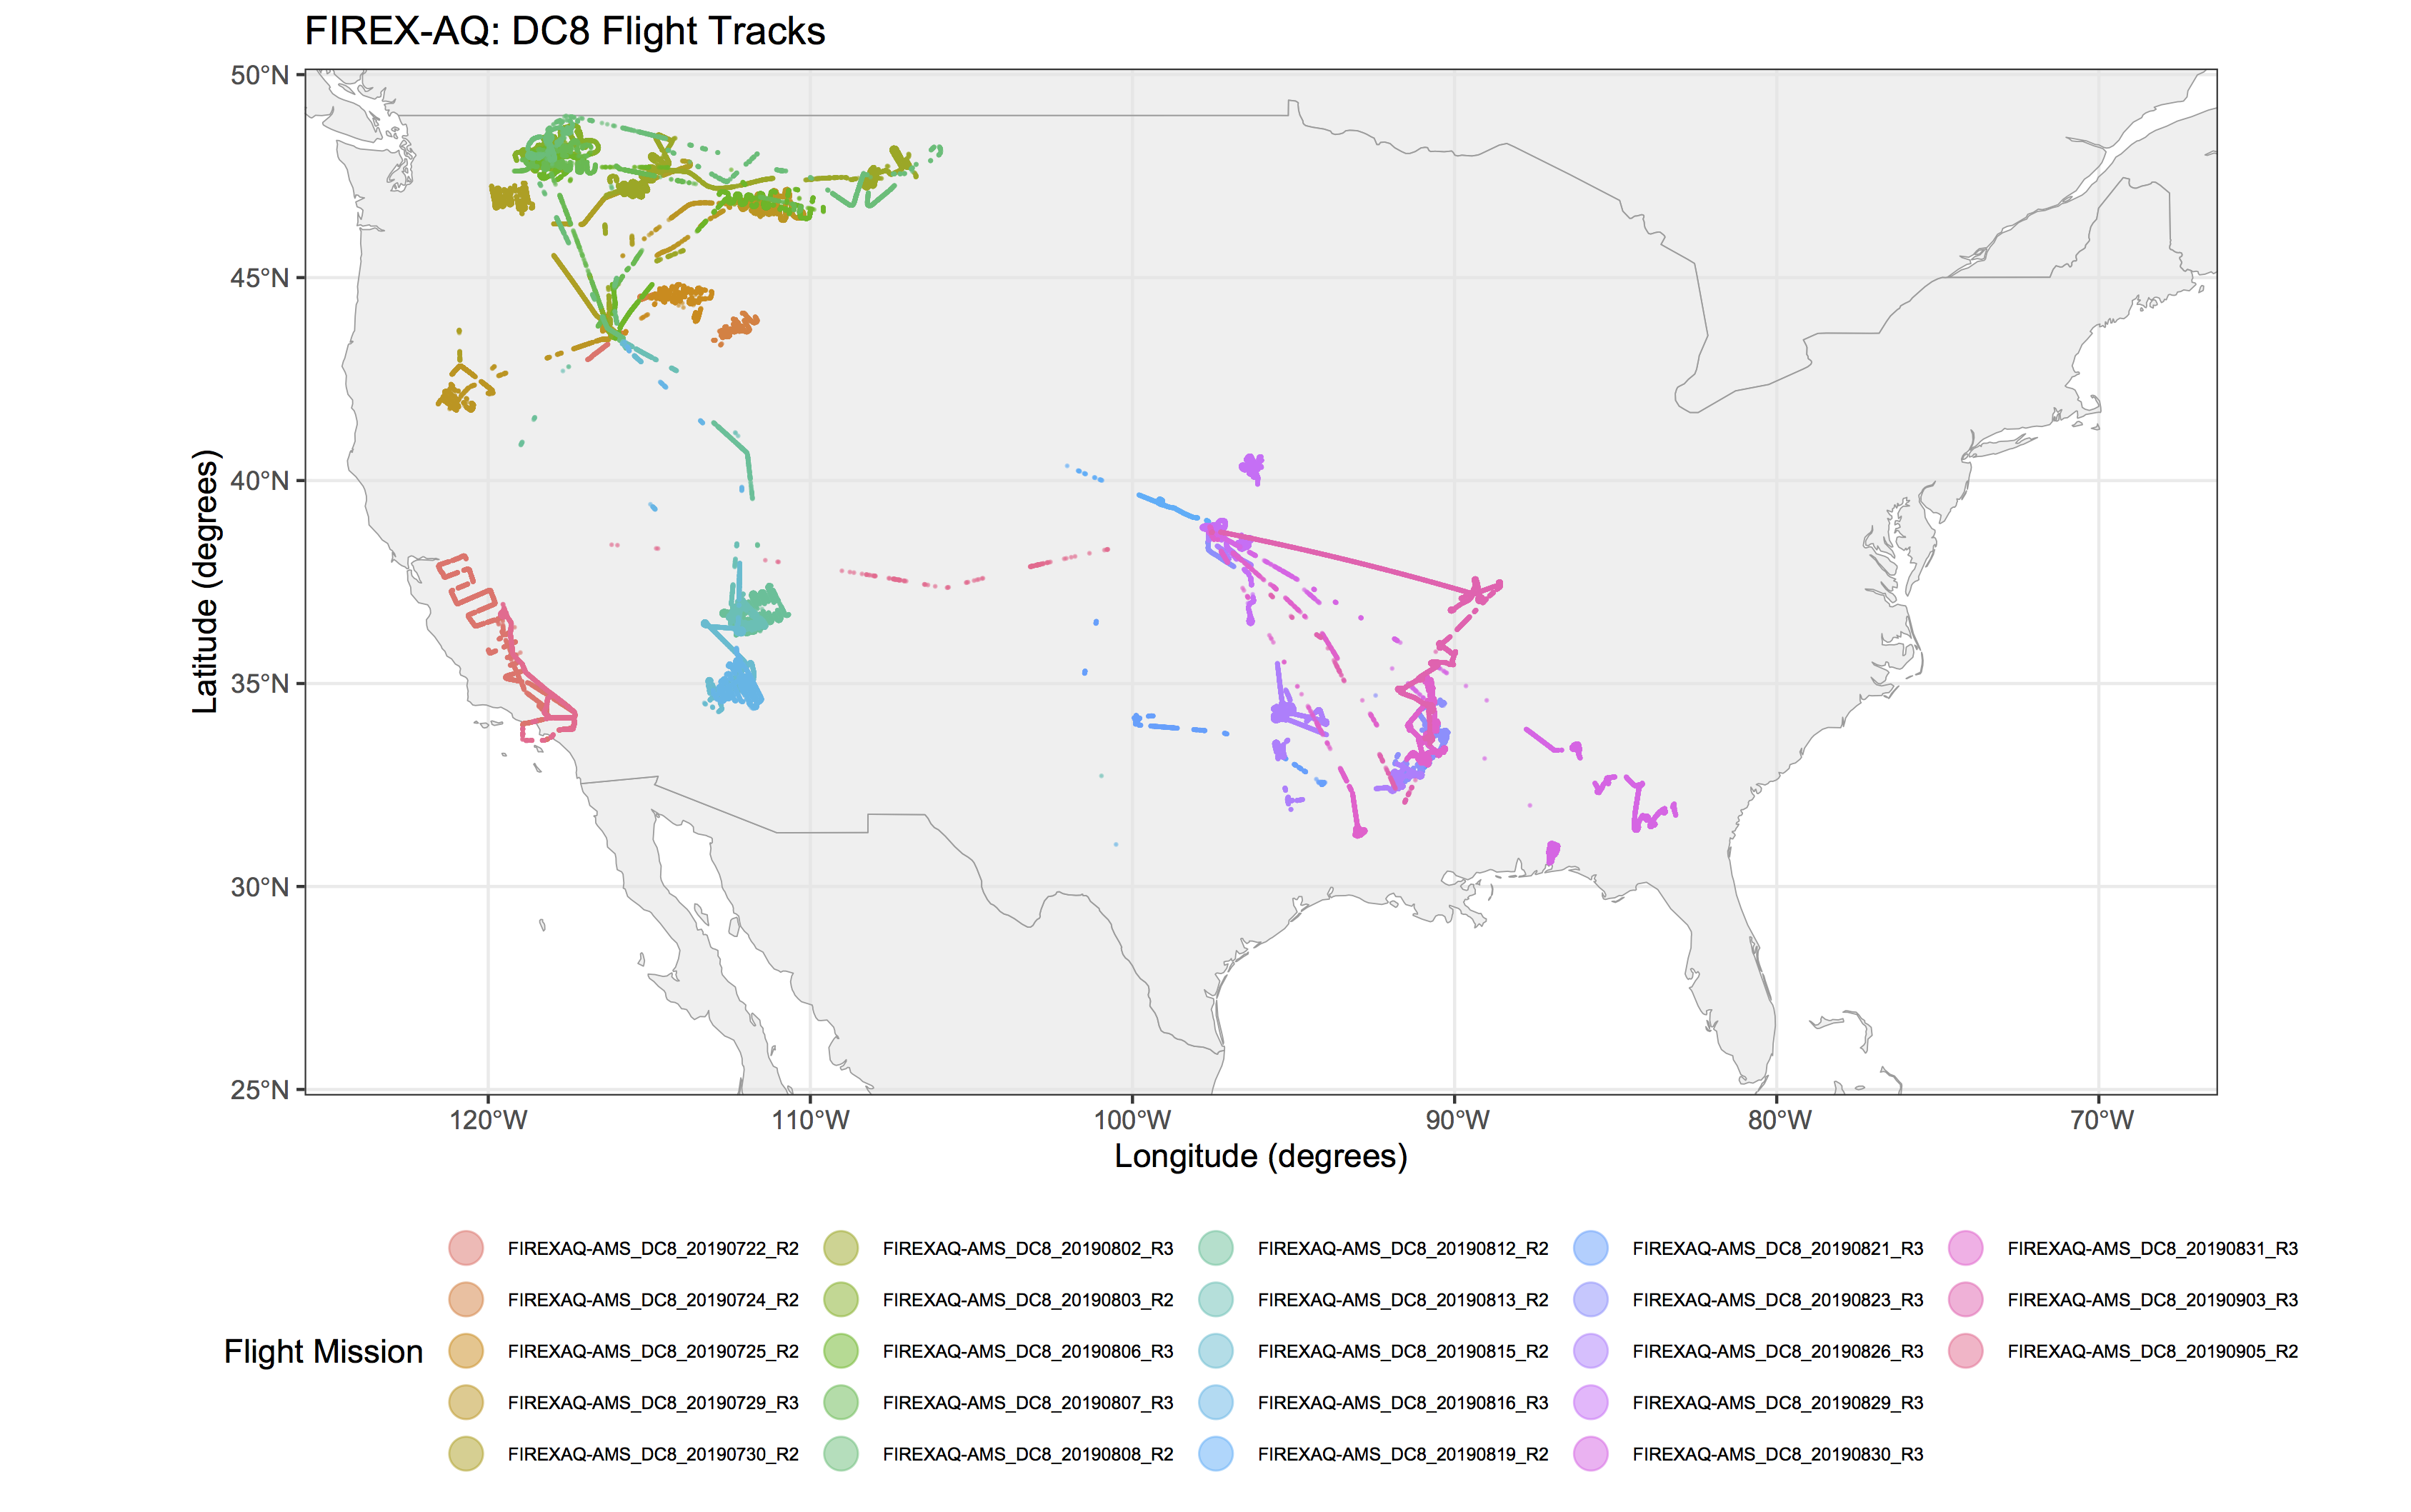 FIREX-AQ: DC8 Flight Tracks
50°N
45°N
40°N
35°N
30°N
25°N
Latitude (degrees)
120°W 110°W 100°W 90°W 80°W 70°W
Longitude (degrees)
Flight Mission
FIREXAQ-AMS_DC8_20190722_R2
FIREXAQ-AMS_DC8_20190724_R2
FIREXAQ-AMS_DC8_20190725_R2
FIREXAQ-AMS_DC8_20190729_R3
FIREXAQ-AMS_DC8_20190730_R2
FIREXAQ-AMS_DC8_20190802_R3
FIREXAQ-AMS_DC8_20190803_R2
FIREXAQ-AMS_DC8_20190806_R3
FIREXAQ-AMS_DC8_20190807_R3
FIREXAQ-AMS_DC8_20190808_R2
FIREXAQ-AMS_DC8_20190812_R2
FIREXAQ-AMS_DC8_20190813_R2
FIREXAQ-AMS_DC8_20190815_R2
FIREXAQ-AMS_DC8_20190816_R3
FIREXAQ-AMS_DC8_20190819_R2
FIREXAQ-AMS_DC8_20190821_R3
FIREXAQ-AMS_DC8_20190823_R3
FIREXAQ-AMS_DC8_20190826_R3
FIREXAQ-AMS_DC8_20190829_R3
FIREXAQ-AMS_DC8_20190830_R3
FIREXAQ-AMS_DC8_20190831_R3
FIREXAQ-AMS_DC8_20190903_R3
FIREXAQ-AMS_DC8_20190905_R2